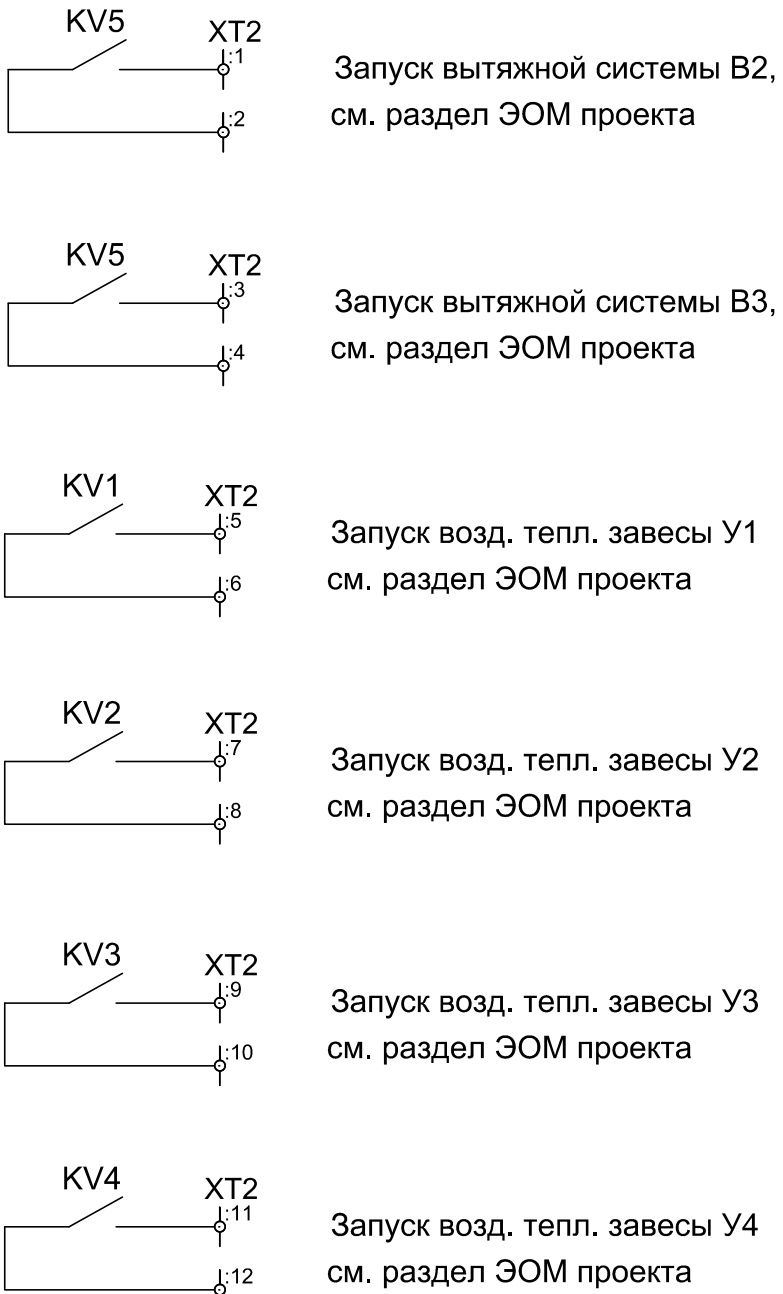 KV5
XT2
:1
Запуск вытяжной системы В2,
:2
см. раздел ЭОМ проекта
KV5
XT2
:3
Запуск вытяжной системы В3,
:4
см. раздел ЭОМ проекта
KV1
XT2
:5
Запуск возд. тепл. завесы У1
:6
см. раздел ЭОМ проекта
KV2
XT2
:7
Запуск возд. тепл. завесы У2
:8
см. раздел ЭОМ проекта
KV3
XT2
:9
Запуск возд. тепл. завесы У3
:10
см. раздел ЭОМ проекта
KV4
XT2
:11
Запуск возд. тепл. завесы У4
:12
см. раздел ЭОМ проекта